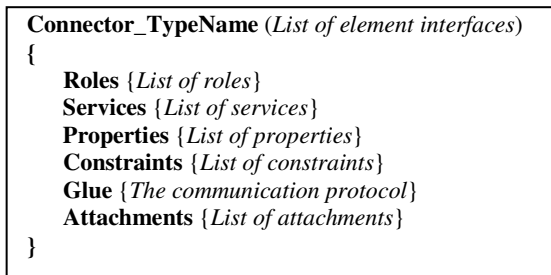 Connector_TypeName (List of element interfaces)
{
Roles {List of roles}
Services {List of services}
Properties {List of properties}
Constraints {List of constraints}
Glue {The communication protocol}
Attachments {List of attachments}
}